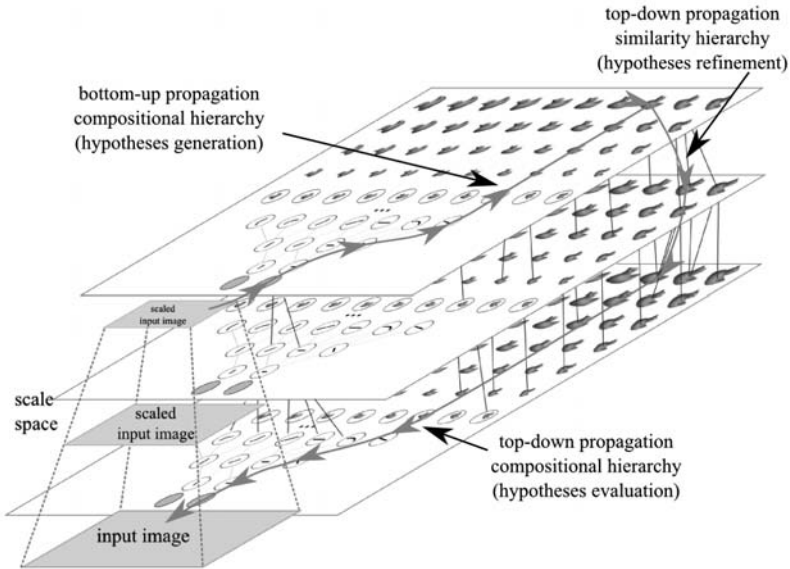 top-down propagation
similarity hierarchy
(hypotheses refinement)
bottom-up propagation
compositional hierarchy
(hypotheses generation)
scaled
input image
scale
space
scaled
input image
top-down propagation
compositional hierarchy
(hypotheses evaluation)
input image